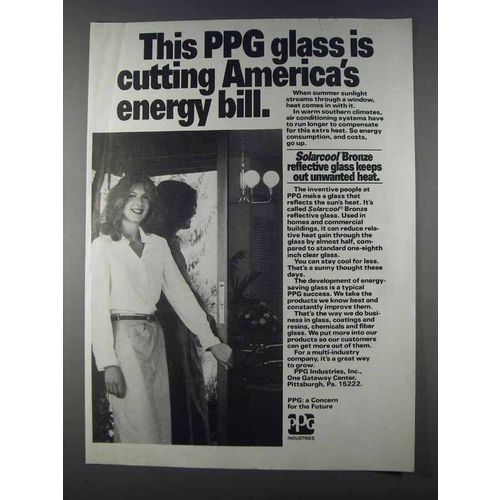 This PPG glass is
cutting America's
energy bill.
When summer sunlight
streams through a window,
heat comes in with it.
In warm southern climates,
air conditioning systems have
to run longer to compensate
for this extra heat. So energy
consumption, and costs,
go up.
Solarcool Bronze
reflective glass keeps
out unwanted heat.
The inventive people at
PPG make a glass that
reflects the sun's heat. It's
called Solarcool® Bronze
reflective glass. Used in
homes and commercial
buildings, it can reduce rela-
tive heat gain through the
glass by almost half, com-
pared to standard one-eighth
inch clear glass.
You can stay cool for less.
That's a sunny thought these
days.
The development of energy-
saving glass is a typical
PPG success. We take the
products we know best and
constantly improve them.
That's the way we do busi-
ness in glass, coatings and
resins, chemicals and fiber
glass. We put more into our
products so our customers
can get more out of them.
For a multi-industry
company, it's a great way
to grow.
PPG Industries, Inc.,
One Gateway Center,
Pittsburgh, Pa. 15222.
PPG: a Concern
for the Future
PPG
INDUSTRIES